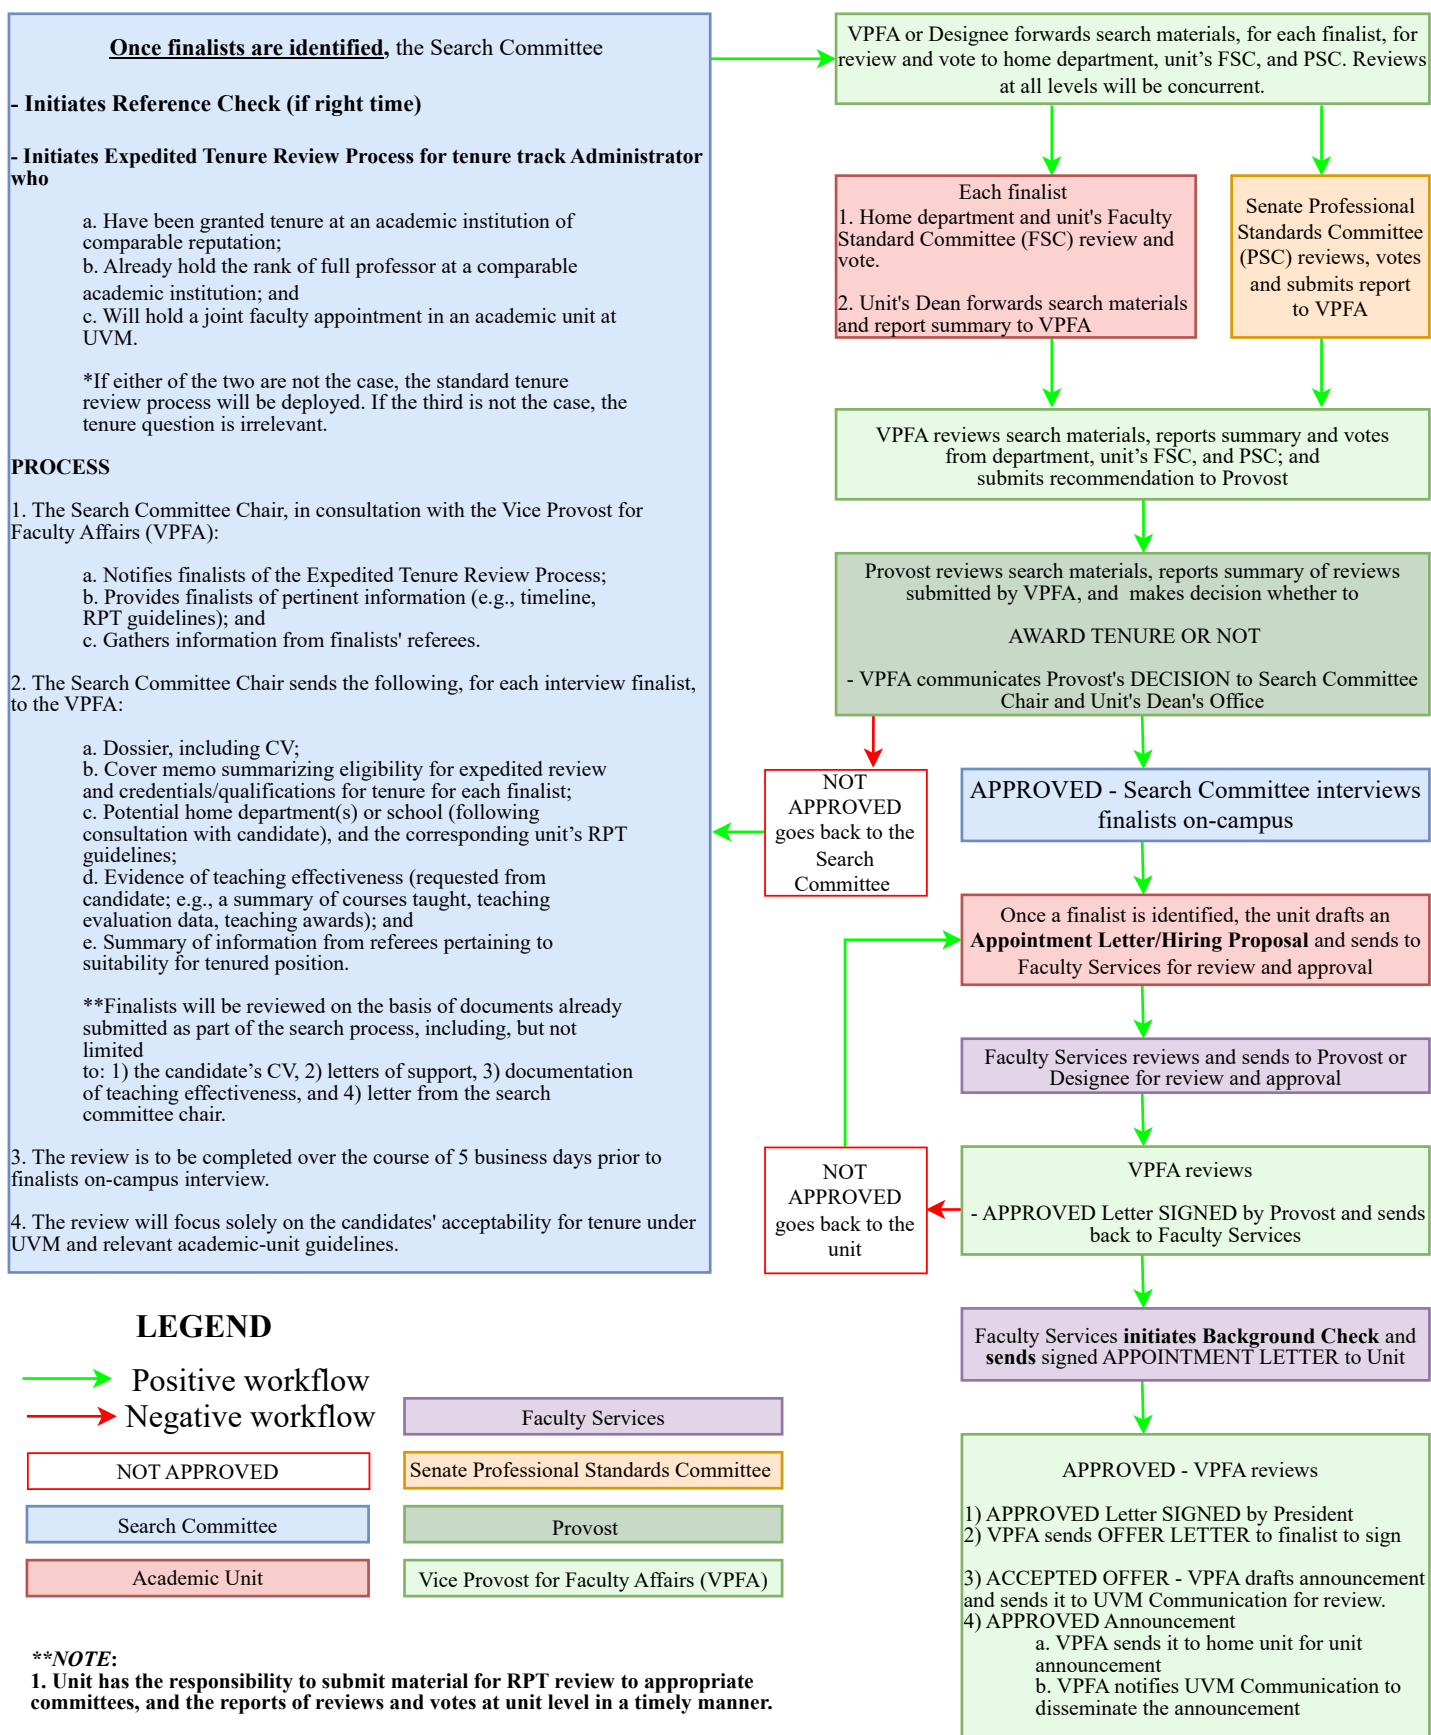 Once finalists are identified, the Search Committee
- Initiates Reference Check (if right time)
- Initiates Expedited Tenure Review Process for tenure track Administrator
who
a. Have been granted tenure at an academic institution of
comparable reputation;
b. Already hold the rank of full professor at a comparable
academic institution; and
c. Will hold a joint faculty appointment in an academic unit at
UVM.
*If either of the two are not the case, the standard tenure
review process will be deployed. If the third is not the case, the
tenure question is irrelevant.
PROCESS
1. The Search Committee Chair, in consultation with the Vice Provost for
Faculty Affairs (VPFA):
a. Notifies finalists of the Expedited Tenure Review Process;
b. Provides finalists of pertinent information (e.g., timeline,
RPT guidelines); and
c. Gathers information from finalists' referees.
2. The Search Committee Chair sends the following, for each interview finalist,
to the VPFA:
a. Dossier, including CV;
b. Cover memo summarizing eligibility for expedited review
and credentials/qualifications for tenure for each finalist;
c. Potential home department(s) or school (following
consultation with candidate), and the corresponding unit's RPT
guidelines;
d. Evidence of teaching effectiveness (requested from
candidate; e.g., a summary of courses taught, teaching
evaluation data, teaching awards); and
e. Summary of information from referees pertaining to
suitability for tenured position.
**Finalists will be reviewed on the basis of documents already
submitted as part of the search process, including, but not
limited
to: 1) the candidate's CV, 2) letters of support, 3) documentation
of teaching effectiveness, and 4) letter from the search
committee chair.
3. The review is to be completed over the course of 5 business days prior to
finalists on-campus interview.
4. The review will focus solely on the candidates' acceptability for tenure under
UVM and relevant academic-unit guidelines.
VPFA or Designee forwards search materials, for each finalist, for
review and vote to home department, unit's FSC, and PSC. Reviews
at all levels will be concurrent.
Each finalist
1. Home department and unit's Faculty
Standard Committee (FSC) review and
vote.
2. Unit's Dean forwards search materials
and report summary to VPFA
Senate Professional
Standards Committee
(PSC) reviews, votes
and submits report
to VPFA
VPFA reviews search materials, reports summary and votes
from department, unit's FSC, and PSC; and
submits recommendation to Provost
Provost reviews search materials, reports summary of reviews
submitted by VPFA, and makes decision whether to
AWARD TENURE OR NOT
- VPFA communicates Provost's DECISION to Search Committee
Chair and Unit's Dean's Office
NOT
APPROVED
goes back to the
Search
Committee
APPROVED - Search Committee interviews
finalists on-campus
Once a finalist is identified, the unit drafts an
Appointment Letter/Hiring Proposal and sends to
Faculty Services for review and approval
Faculty Services reviews and sends to Provost or
Designee for review and approval
NOT
APPROVED
goes back to the
unit
VPFA reviews
- APPROVED Letter SIGNED by Provost and sends
back to Faculty Services
Faculty Services initiates Background Check and
sends signed APPOINTMENT LETTER to Unit
APPROVED - VPFA reviews
1) APPROVED Letter SIGNED by President
2) VPFA sends OFFER LETTER to finalist to sign
3) ACCEPTED OFFER - VPFA drafts announcement
and sends it to UVM Communication for review.
4) APPROVED Announcement
a. VPFA sends it to home unit for unit
announcement
b. VPFA notifies UVM Communication to
disseminate the announcement
LEGEND
Positive workflow
Negative workflow
NOT APPROVED
Search Committee
Academic Unit
Faculty Services
Senate Professional Standards Committee
Provost
Vice Provost for Faculty Affairs (VPFA)
**NOTE:
1. Unit has the responsibility to submit material for RPT review to appropriate
committees, and the reports of reviews and votes at unit level in a timely manner.